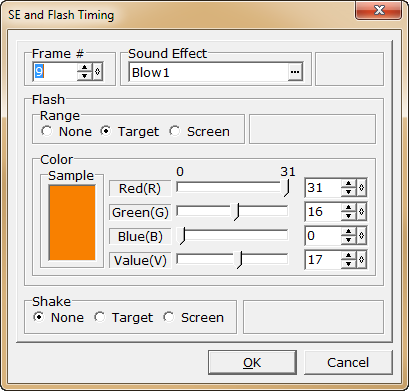 SE and Flash Timing
Frame # Sound Effect
9 Blow1 ...
Flash
Range
None Target Screen
Color
Sample 0 31
Red(R) 31
Green(G) 16
Blue(B) 0
Value(V) 17
Shake
None Target Screen
OK Cancel